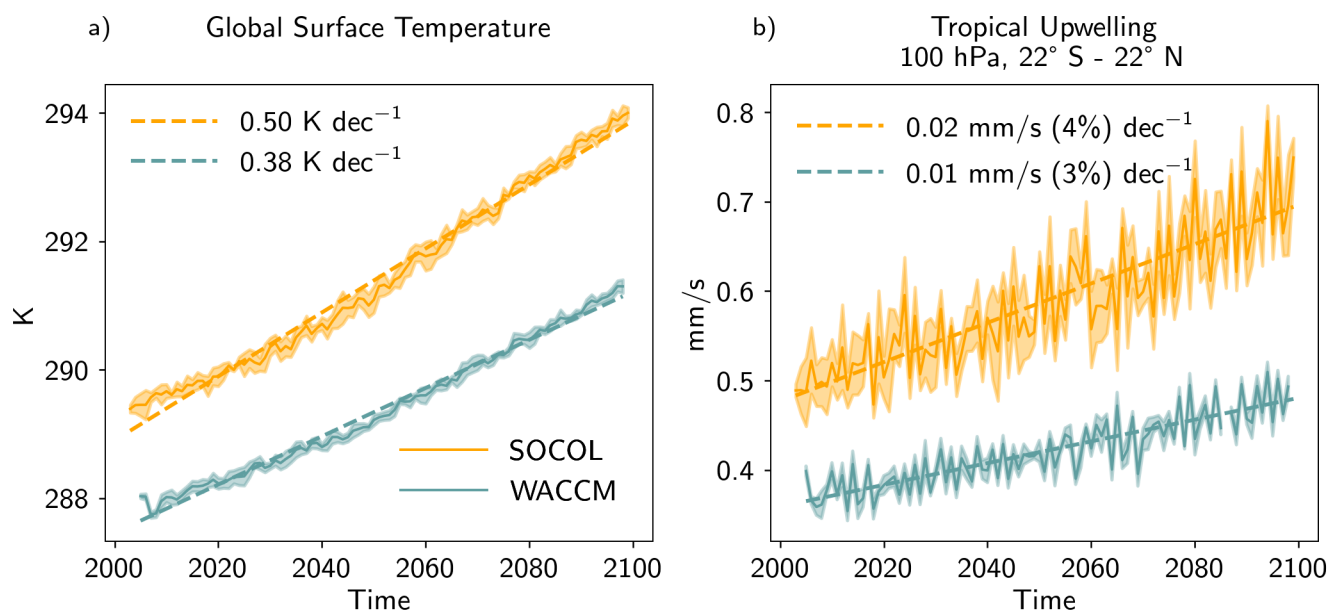 a)
Global Surface Temperature
294
292
290
288
K
0.50 K dec⁻¹
0.38 K dec⁻¹
SOCOL
WACCM
2000 2020 2040 2060 2080 2100
Time
b)
Tropical Upwelling
100 hPa, 22° S - 22° N
0.8
0.7
0.6
0.5
0.4
mm/s
0.02 mm/s (4%) dec⁻¹
0.01 mm/s (3%) dec⁻¹
2000 2020 2040 2060 2080 2100
Time